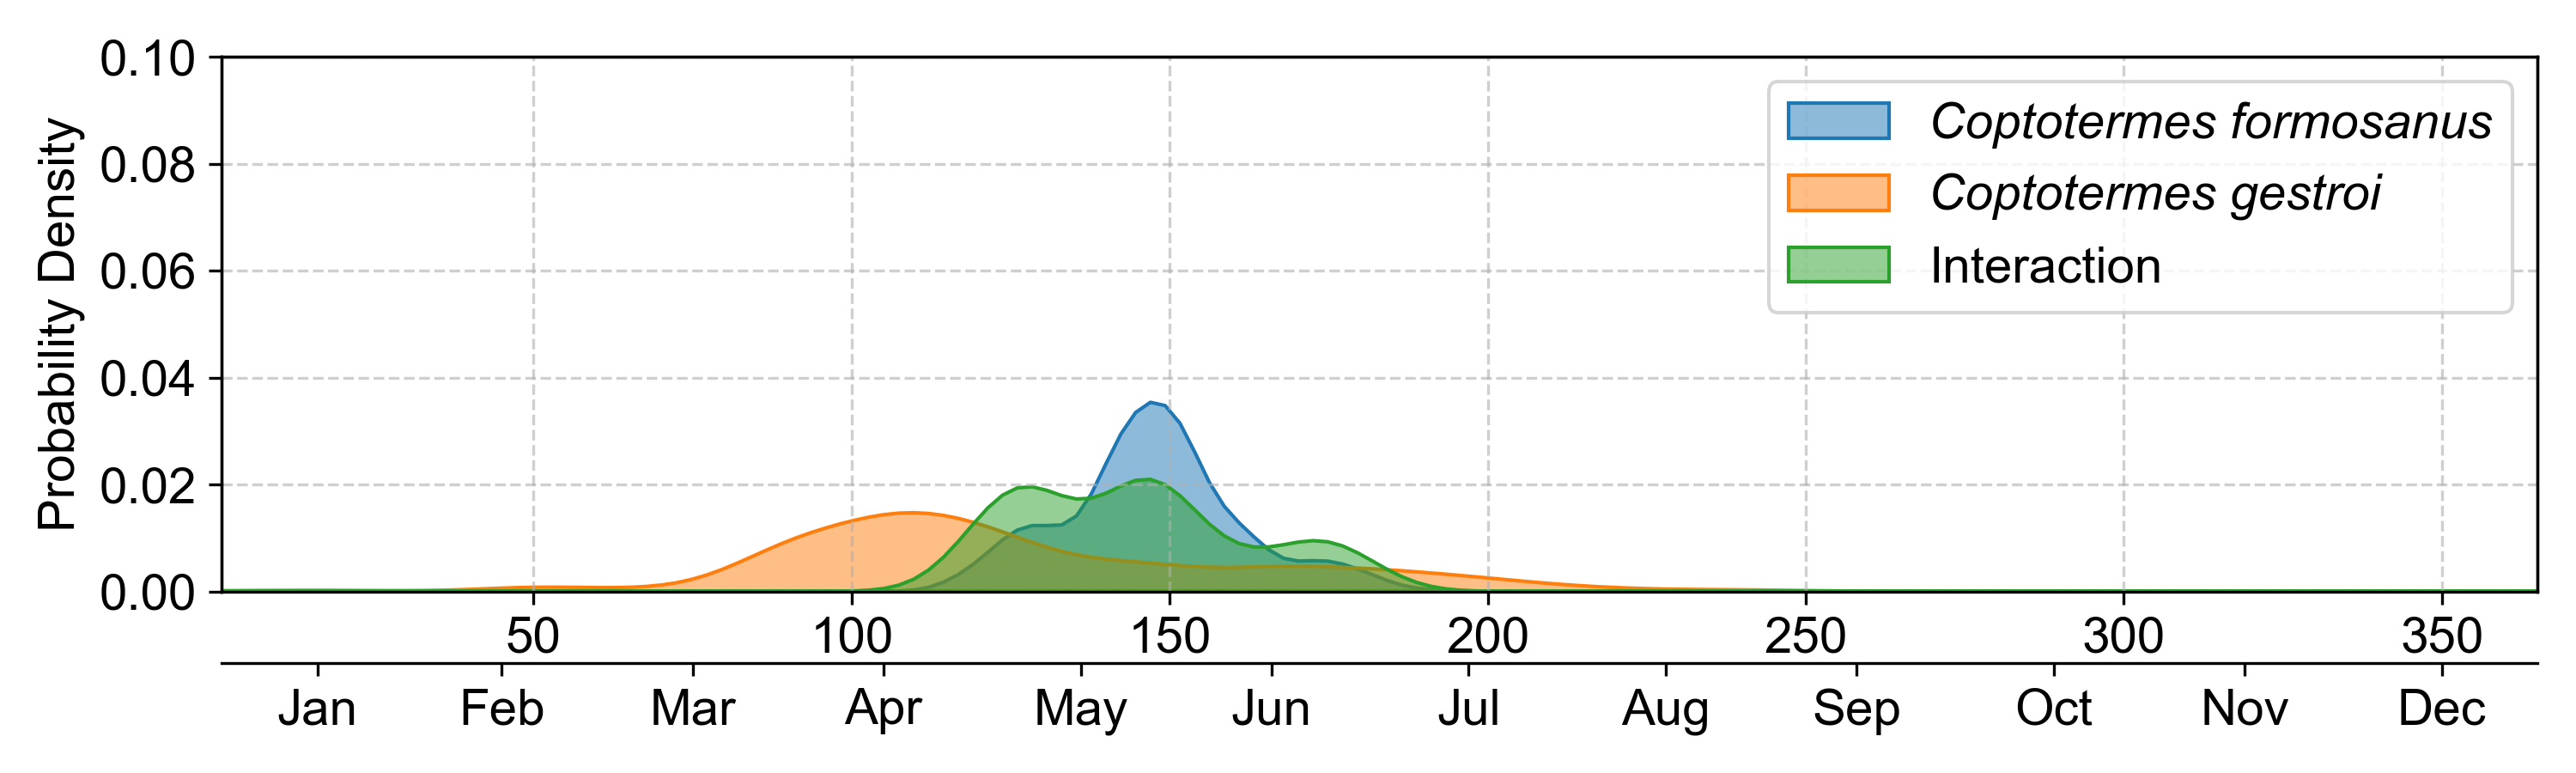 Probability Density
0.10
0.08
0.06
0.04
0.02
0.00
Coptotermes formosanus
Coptotermes gestroi
Interaction
50 100 150 200 250 300 350
Jan Feb Mar Apr May Jun Jul Aug Sep Oct Nov Dec